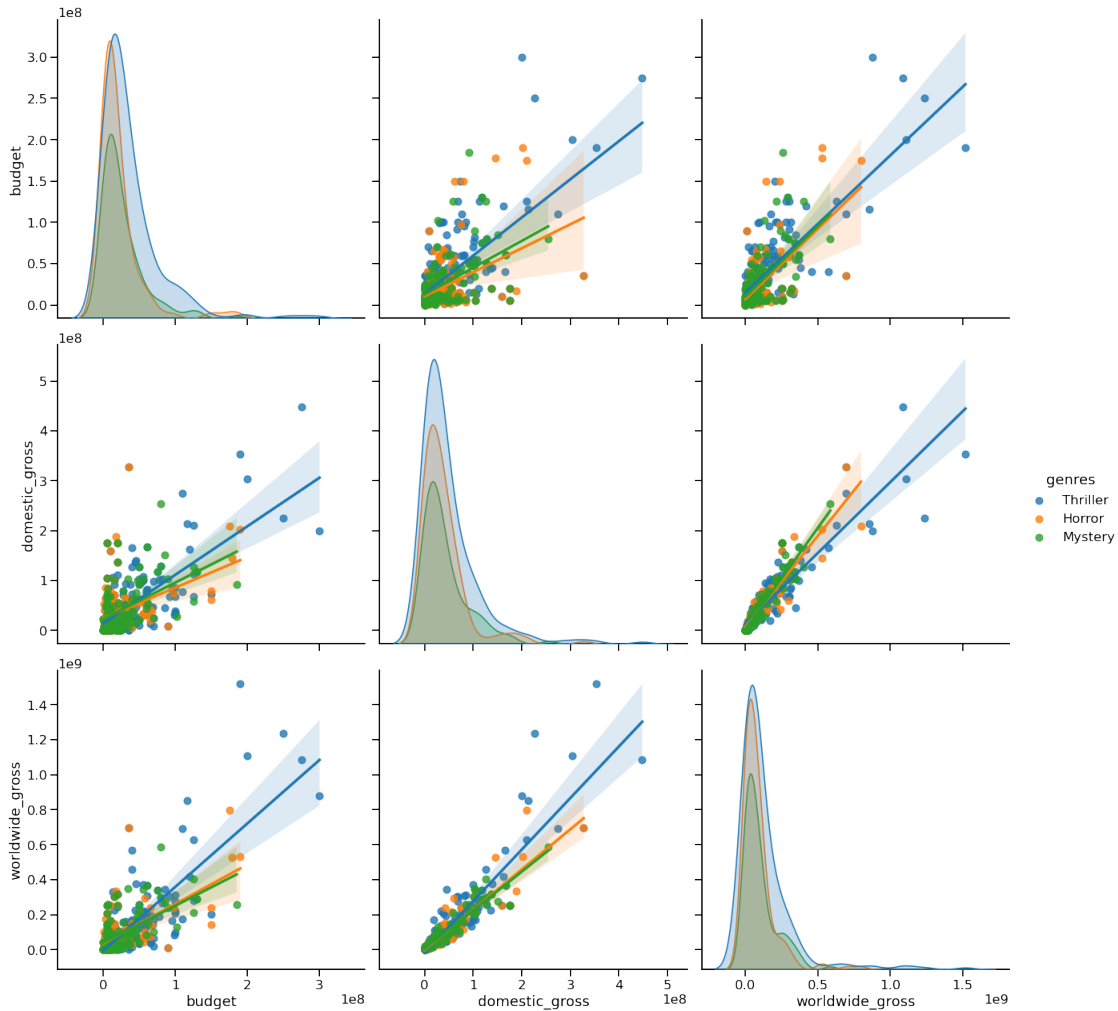 1e8
3.0
2.5
2.0
1.5
1.0
0.5
0.0
budget
1e8
5
4
3
2
1
0
domestic_gross
genres
Thriller
Horror
Mystery
1e9
1.4
1.2
1.0
0.8
0.6
0.4
0.2
0.0
worldwide_gross
0 1 2 3
1e8
budget
0 1 2 3 4 5
1e8
domestic_gross
0.0 0.5 1.0 1.5
1e9
worldwide_gross